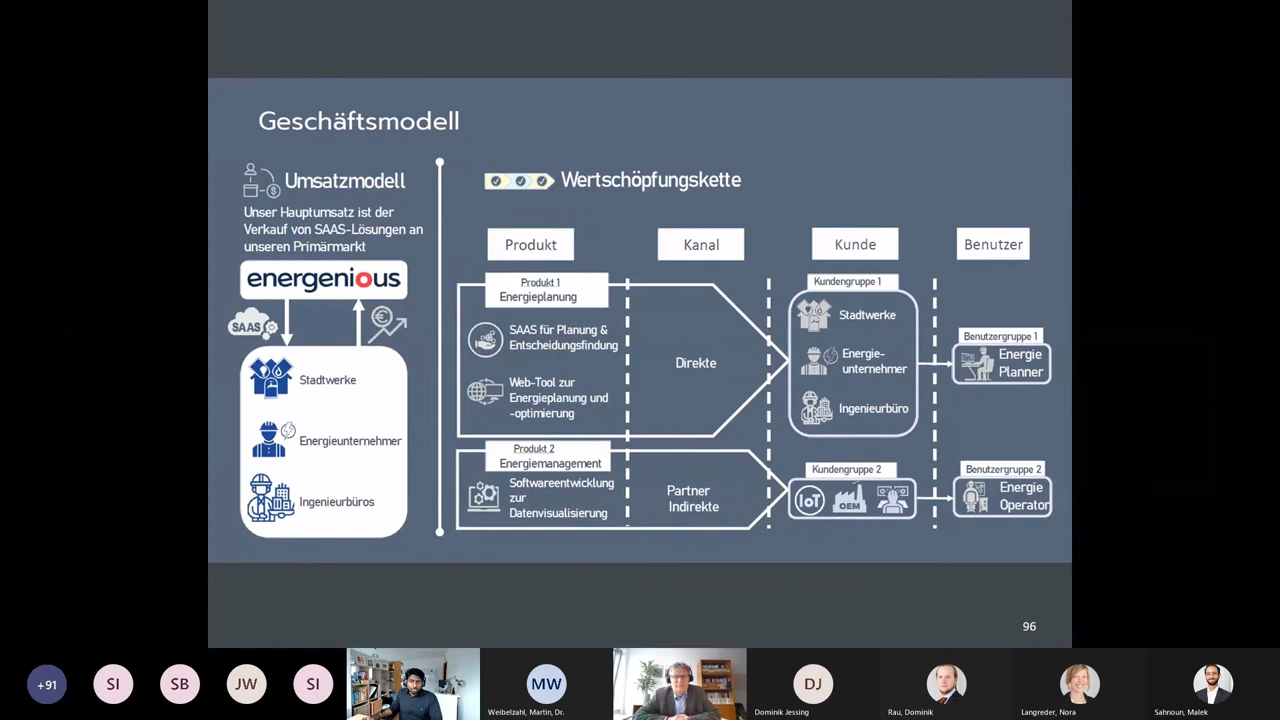 Geschäftsmodell
Umsatzmodell
Unser Hauptumsatz ist der
Verkauf von SAAS-Lösungen an
unseren Primärmarkt
energenious
SAAS
Stadtwerke
Energieunternehmer
Ingenieurbüros
Wertschöpfungskette
Produkt
Kanal
Kunde
Benutzer
Produkt 1
Energieplanung
SAAS für Planung &
Entscheidungsfindung
Web-Tool zur
Energieplanung und
-optimierung
Direkte
Kundengruppe 1
Stadtwerke
Energie-
unternehmer
Ingenieurbüro
Benutzergruppe 1
Energie
Planner
Produkt 2
Energiemanagement
Softwareentwicklung
zur
Datenvisualisierung
Partner
Indirekte
Kundengruppe 2
IoT
OEM
Benutzergruppe 2
Energie
Operator
96
+91
SI
SB
JW
SI
MW
Weibelzahl, Martin, Dr.
DJ
Dominik Jessing
Rau, Dominik
Langreder, Nora
Sahnoun, Malek